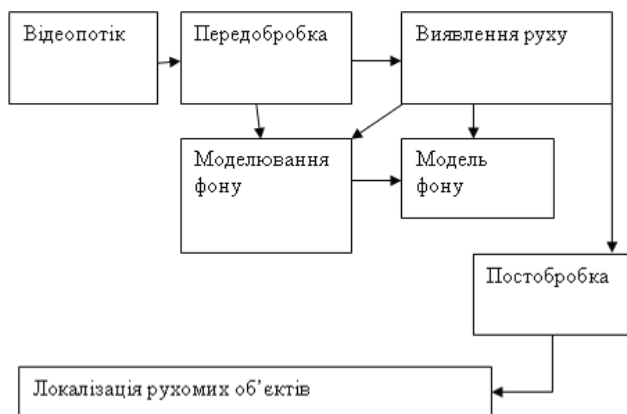 Відеопотік
Передобробка
Виявлення руху
Моделювання
фону
Модель
фону
Постобробка
Локалізація рухомих об’єктів